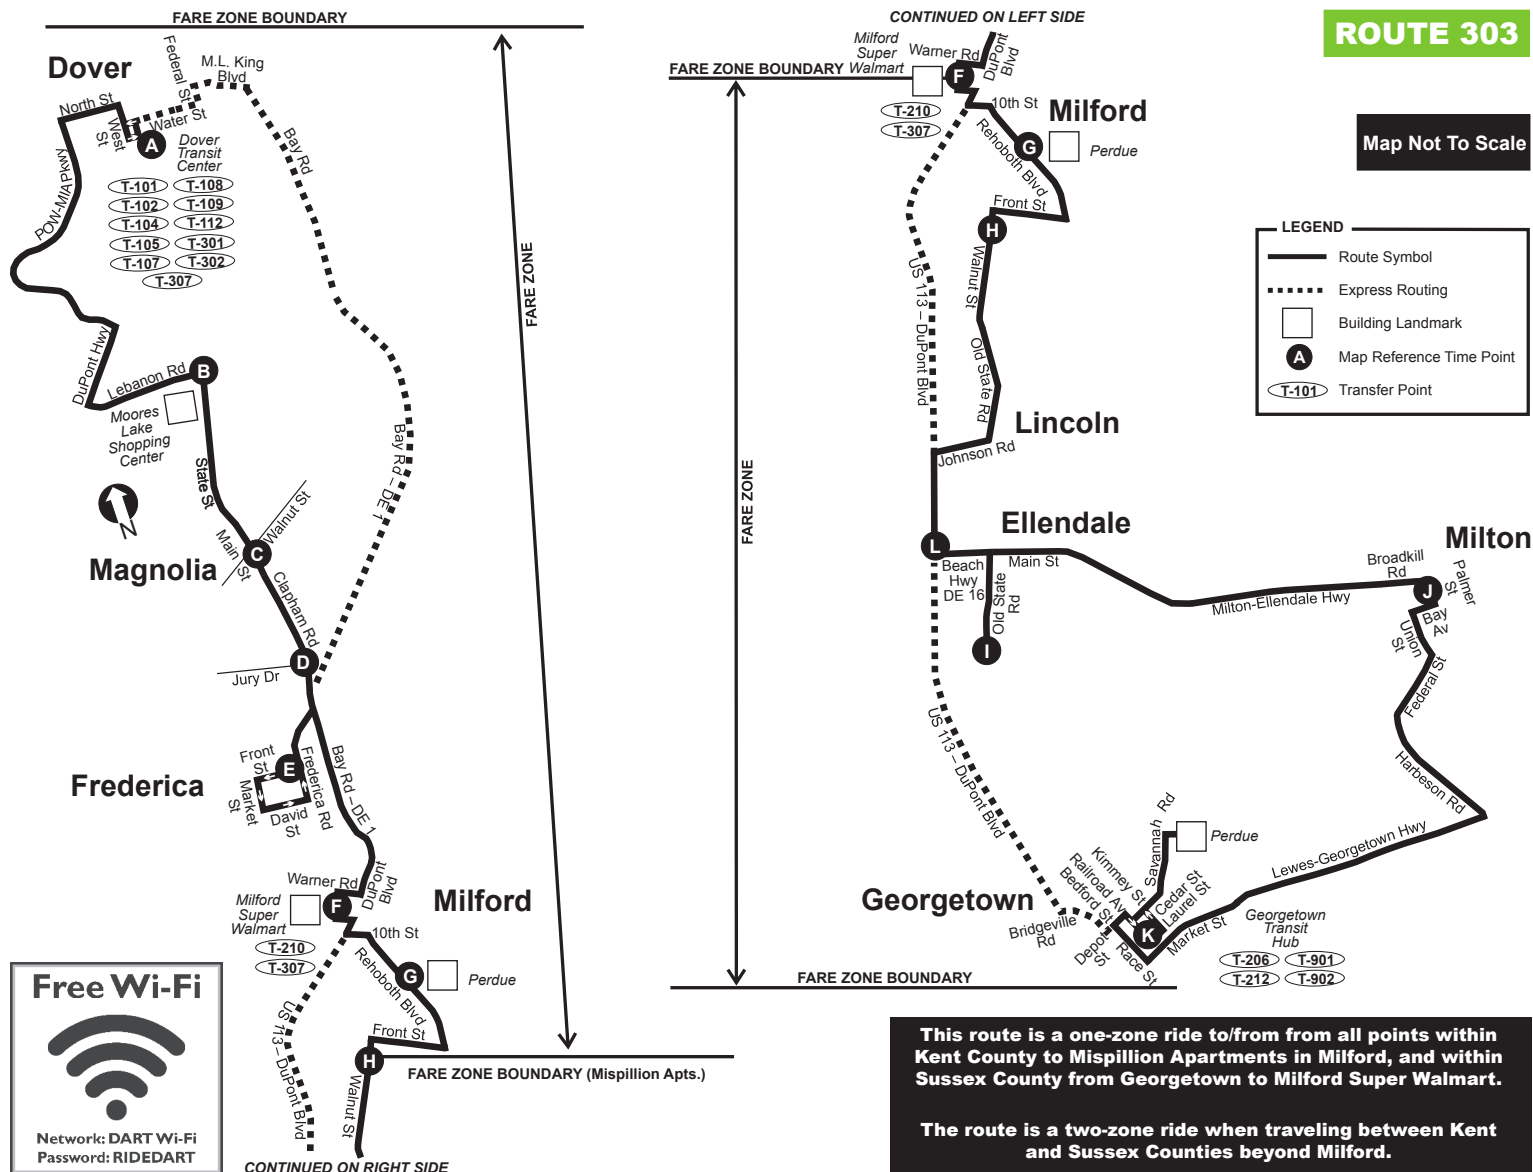 FARE ZONE BOUNDARY
Dover
Federal St
M.L. King
Blvd
North St
West St
Water St
A
Dover
Transit
Center
T-101
T-108
T-102
T-109
T-104
T-112
T-105
T-301
T-107
T-302
T-307
POW-MIA Pkwy
Bay Rd
DuPont Hwy
Lebanon Rd
B
Moores
Lake
Shopping
Center
State St
Bay Rd – DE 1
N
Main St
Walnut St
C
Magnolia
Clapham Rd
D
Jury Dr
Front St
E
Frederica
Market St
David
St
Frederica Rd
Bay Rd – DE 1
FARE ZONE
Warner Rd
DuPont
Blvd
Milford
Super
Walmart
F
Milford
T-210
T-307
10th St
Rehoboth Blvd
G
Perdue
US 113 – DuPont Blvd
Front St
H
FARE ZONE BOUNDARY (Mispillion Apts.)
Walnut St
CONTINUED ON RIGHT SIDE
Free Wi-Fi
Network: DART Wi-Fi
Password: RIDEDART
CONTINUED ON LEFT SIDE
Milford
Super
Walmart
Warner Rd
DuPont
Blvd
FARE ZONE BOUNDARY
F
T-210
T-307
10th St
Milford
Rehoboth Blvd
G
Perdue
Front St
H
Walnut St
US 113 – DuPont Blvd
Old State Rd
Lincoln
Johnson Rd
FARE ZONE
Ellendale
L
Beach
Hwy
DE 16
Main St
Old State
Rd
I
Milton-Ellendale Hwy
Broadkill
Rd
Milton
Palmer
St
J
Bay
Av
Union
St
Federal St
Harbeson Rd
Lewes-Georgetown Hwy
US 113 – DuPont Blvd
Savannah Rd
Perdue
Georgetown
Kimmey St
Railroad Av
Bedford St
Cedar St
Laurel St
Bridgeville
Rd
Depot
St
K
Race St
Market St
Georgetown
Transit
Hub
T-206
T-901
T-212
T-902
FARE ZONE BOUNDARY
ROUTE 303
Map Not To Scale
LEGEND
Route Symbol
Express Routing
Building Landmark
A Map Reference Time Point
T-101 Transfer Point
This route is a one-zone ride to/from from all points within
Kent County to Mispillion Apartments in Milford, and within
Sussex County from Georgetown to Milford Super Walmart.
The route is a two-zone ride when traveling between Kent
and Sussex Counties beyond Milford.